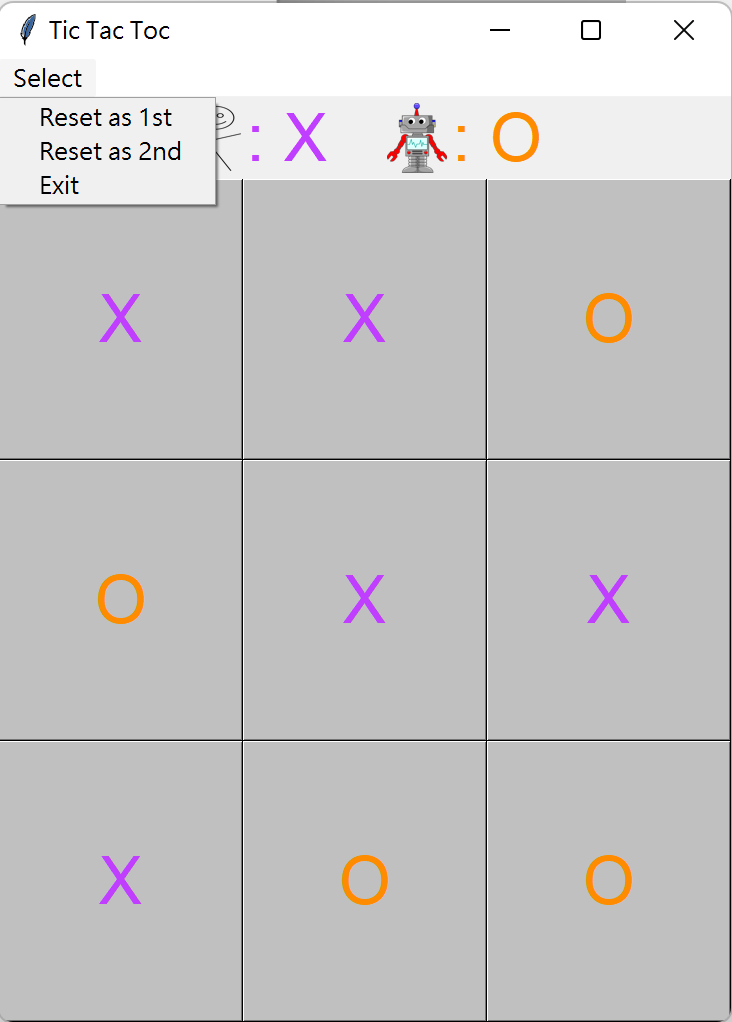 Tic Tac Toc
Select
Reset as 1st
Reset as 2nd
Exit
: X : O
X X O
O X X
X O O